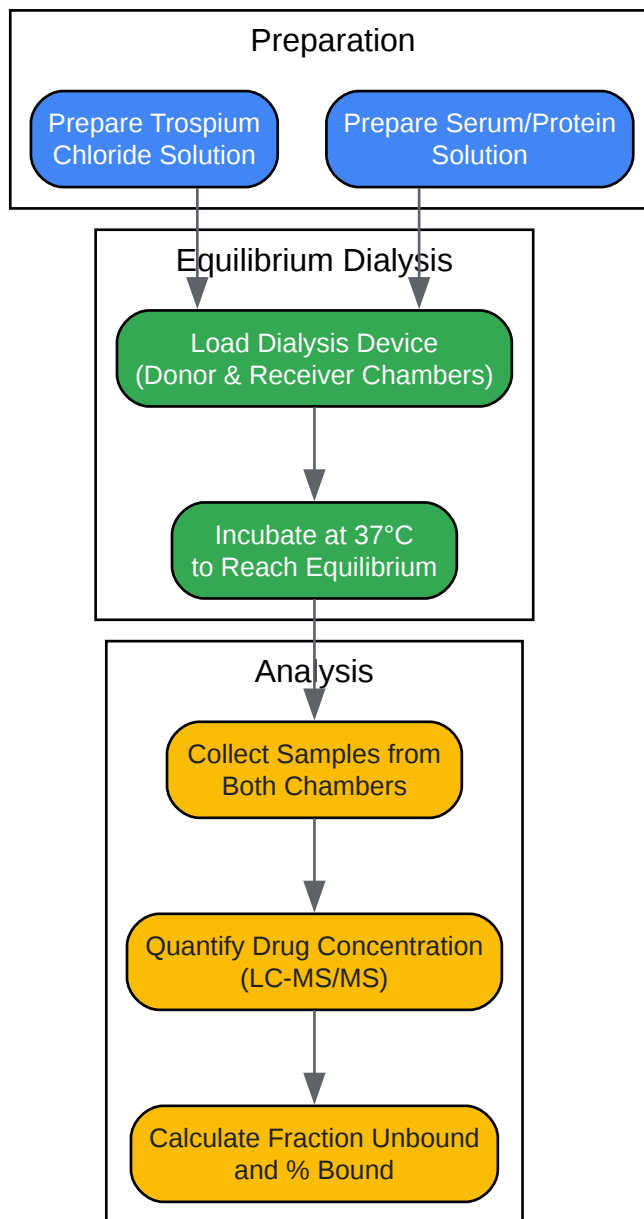 Preparation
Prepare Trospium
Chloride Solution
Prepare Serum/Protein
Solution
Equilibrium Dialysis
Load Dialysis Device
(Donor & Receiver Chambers)
Incubate at 37°C
to Reach Equilibrium
Analysis
Collect Samples from
Both Chambers
Quantify Drug Concentration
(LC-MS/MS)
Calculate Fraction Unbound
and % Bound